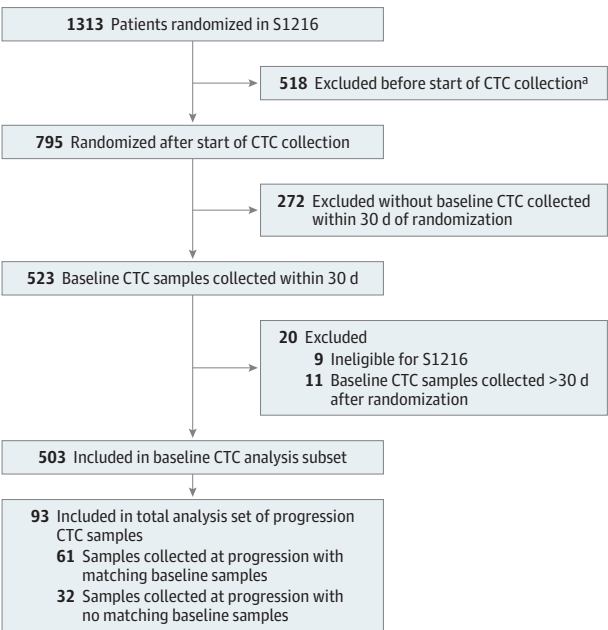 1313 Patients randomized in S1216
518 Excluded before start of CTC collectionᵃ
795 Randomized after start of CTC collection
272 Excluded without baseline CTC collected
within 30 d of randomization
523 Baseline CTC samples collected within 30 d
20 Excluded
9 Ineligible for S1216
11 Baseline CTC samples collected >30 d
after randomization
503 Included in baseline CTC analysis subset
93 Included in total analysis set of progression
CTC samples
61 Samples collected at progression with
matching baseline samples
32 Samples collected at progression with
no matching baseline samples